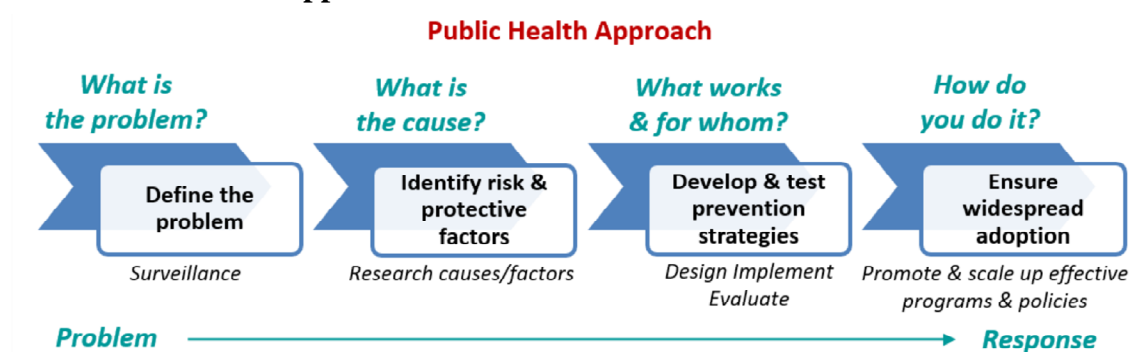 Public Health Approach
What is
the problem?
What is
the cause?
What works
& for whom?
How do
you do it?
Define the
problem
Identify risk &
protective
factors
Develop & test
prevention
strategies
Ensure
widespread
adoption
Surveillance
Research causes/factors
Design Implement
Evaluate
Promote & scale up effective
programs & policies
Problem
Response